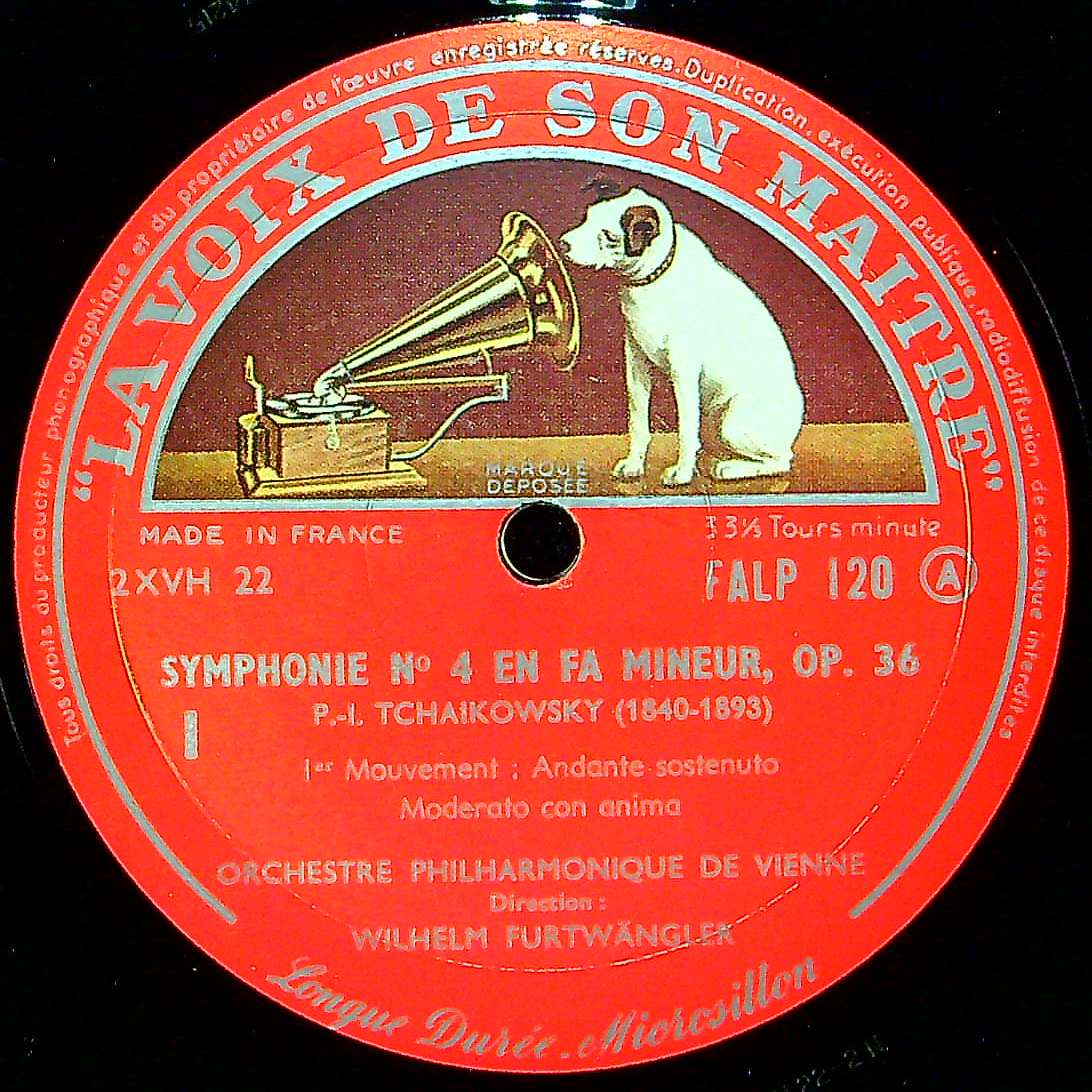 Tous droits du producteur phonographique et du propriétaire de l'œuvre enregistrée réservés. Duplication, exécution publique, radiodiffusion de ce disque interdites
"LA VOIX DE SON MAITRE"
MARQUE
DÉPOSÉE
MADE IN FRANCE
33⅓ Tours minute
2XVH 22
FALP 120 A
SYMPHONIE Nº 4 EN FA MINEUR, OP. 36
P.-I. TCHAIKOWSKY (1840-1893)
I
1er Mouvement : Andante sostenuto
Moderato con anima
ORCHESTRE PHILHARMONIQUE DE VIENNE
Direction :
WILHELM FURTWÄNGLER
Longue Durée - Microsillon